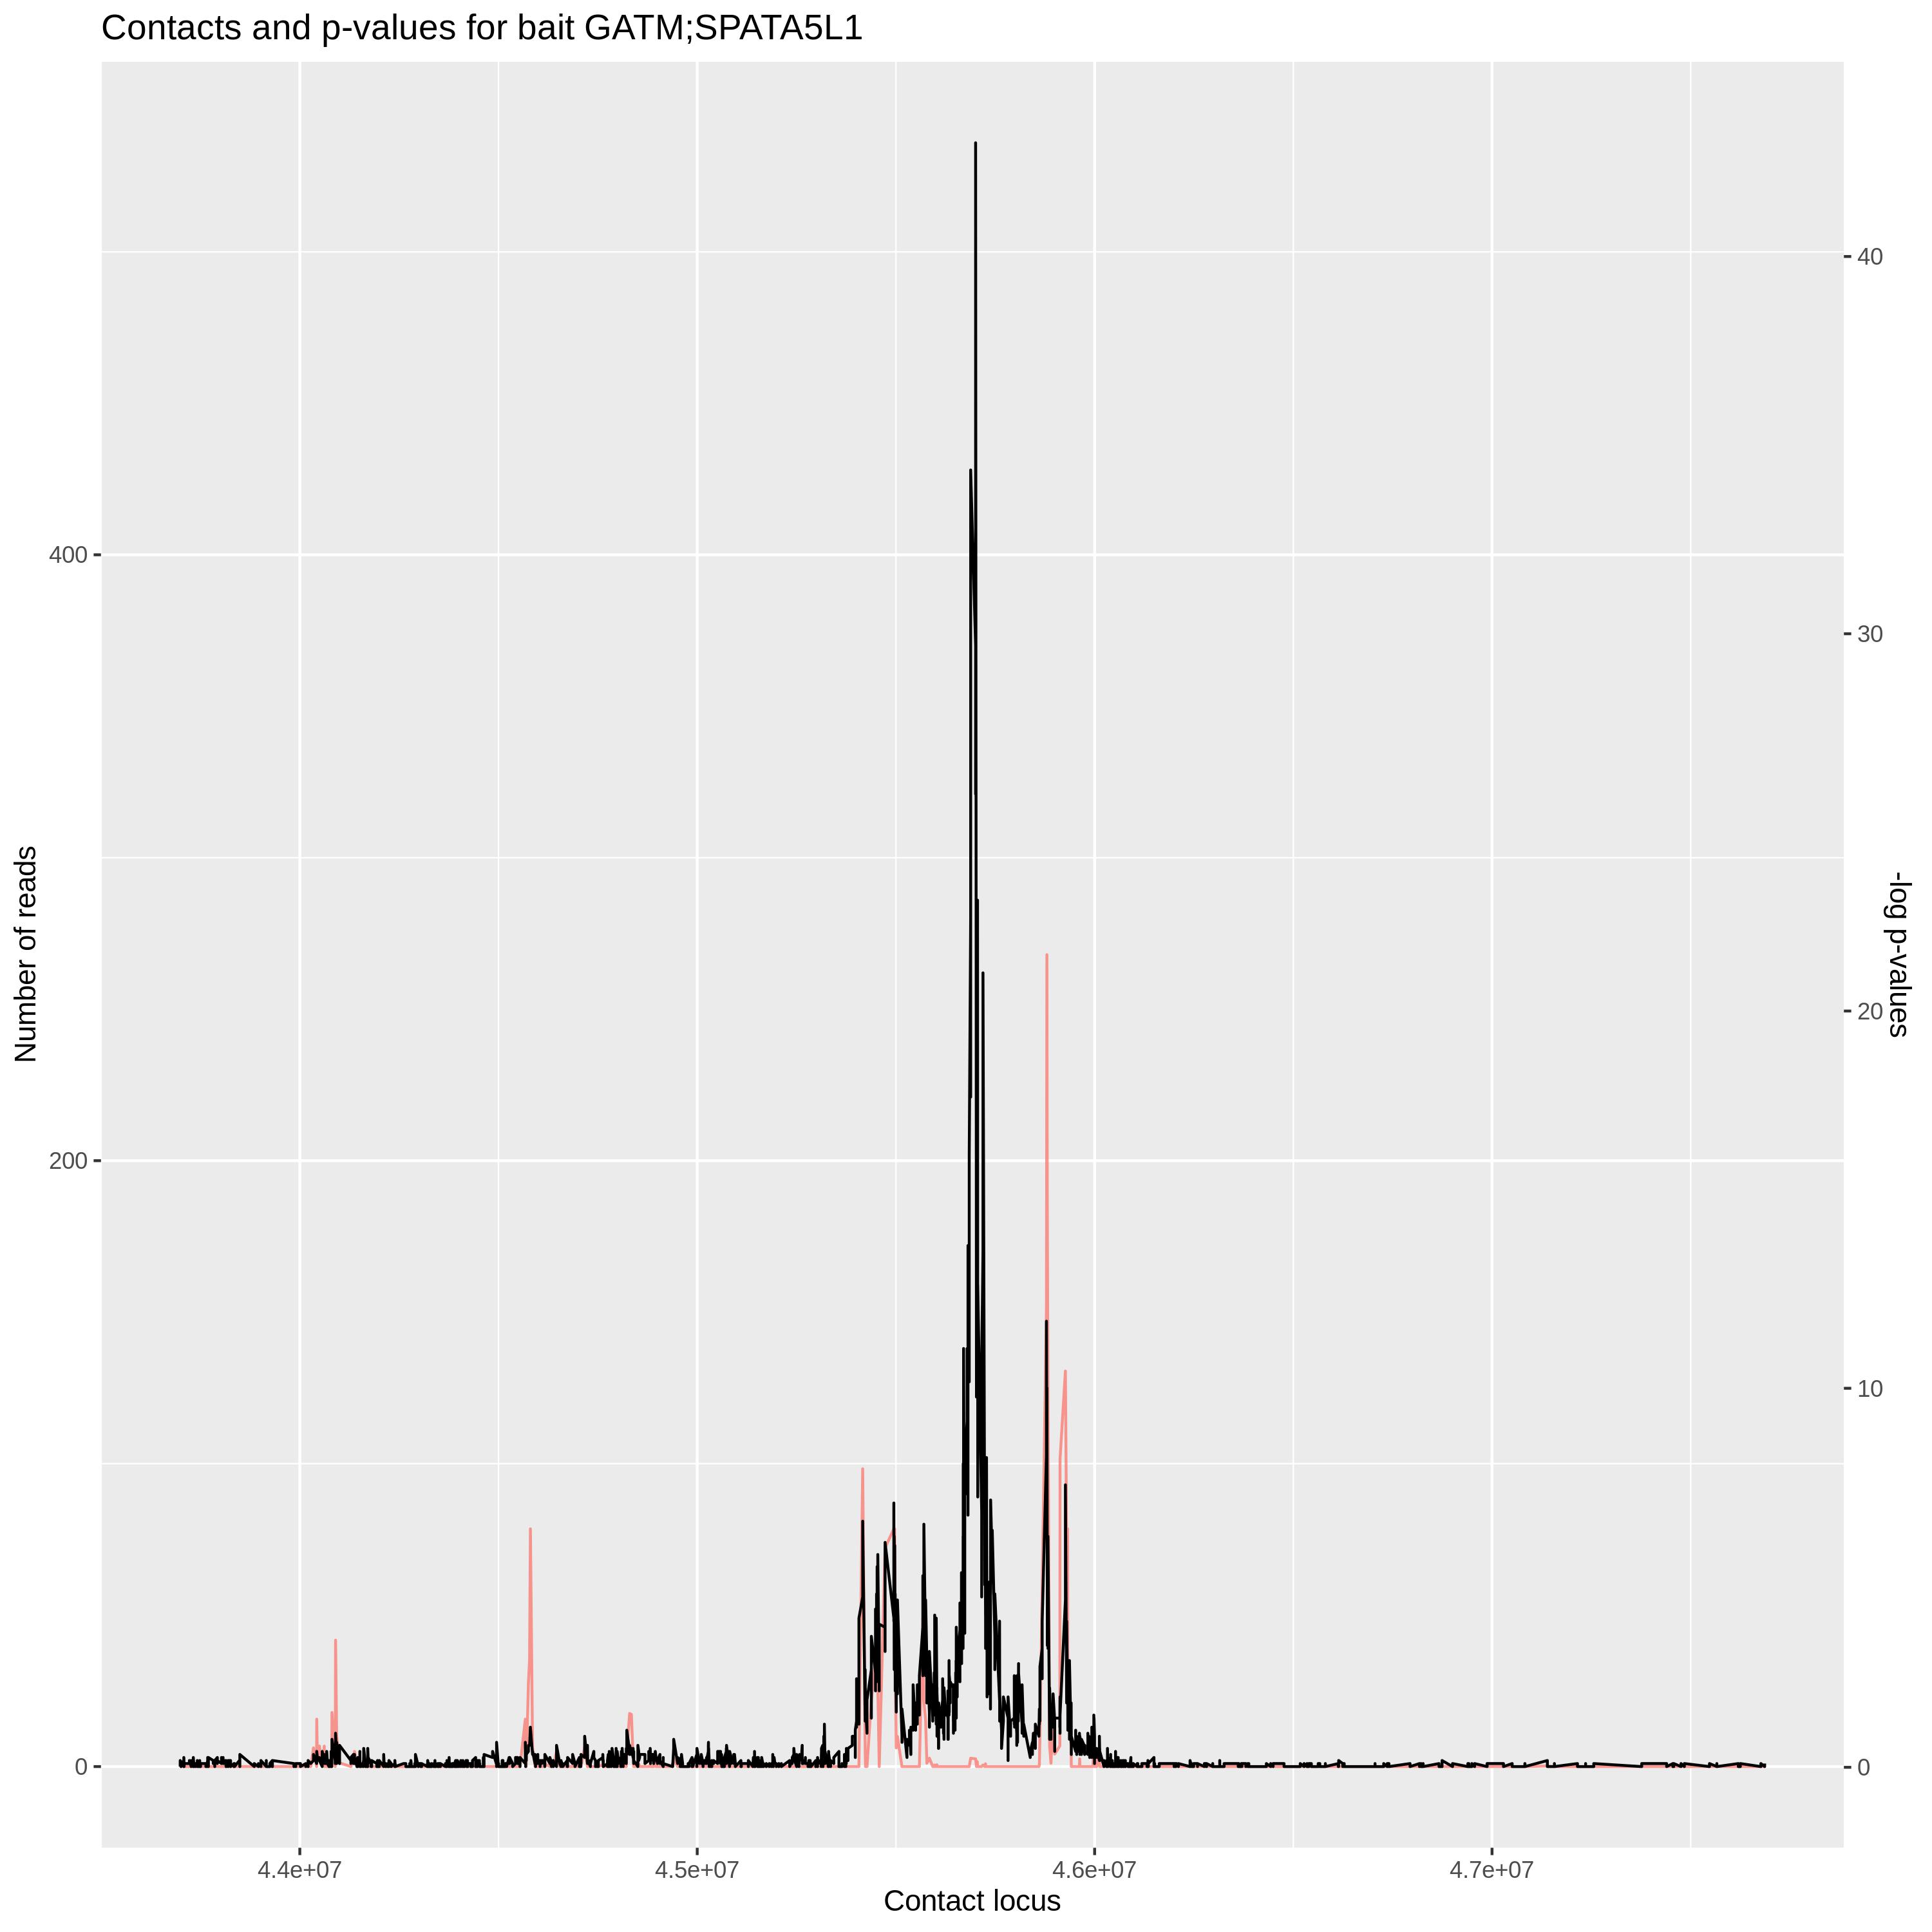 Contacts and p-values for bait GATM;SPATA5L1
Number of reads
400
200
0
40
30
20
10
0
-log p-values
4.4e+07
4.5e+07
4.6e+07
4.7e+07
Contact locus